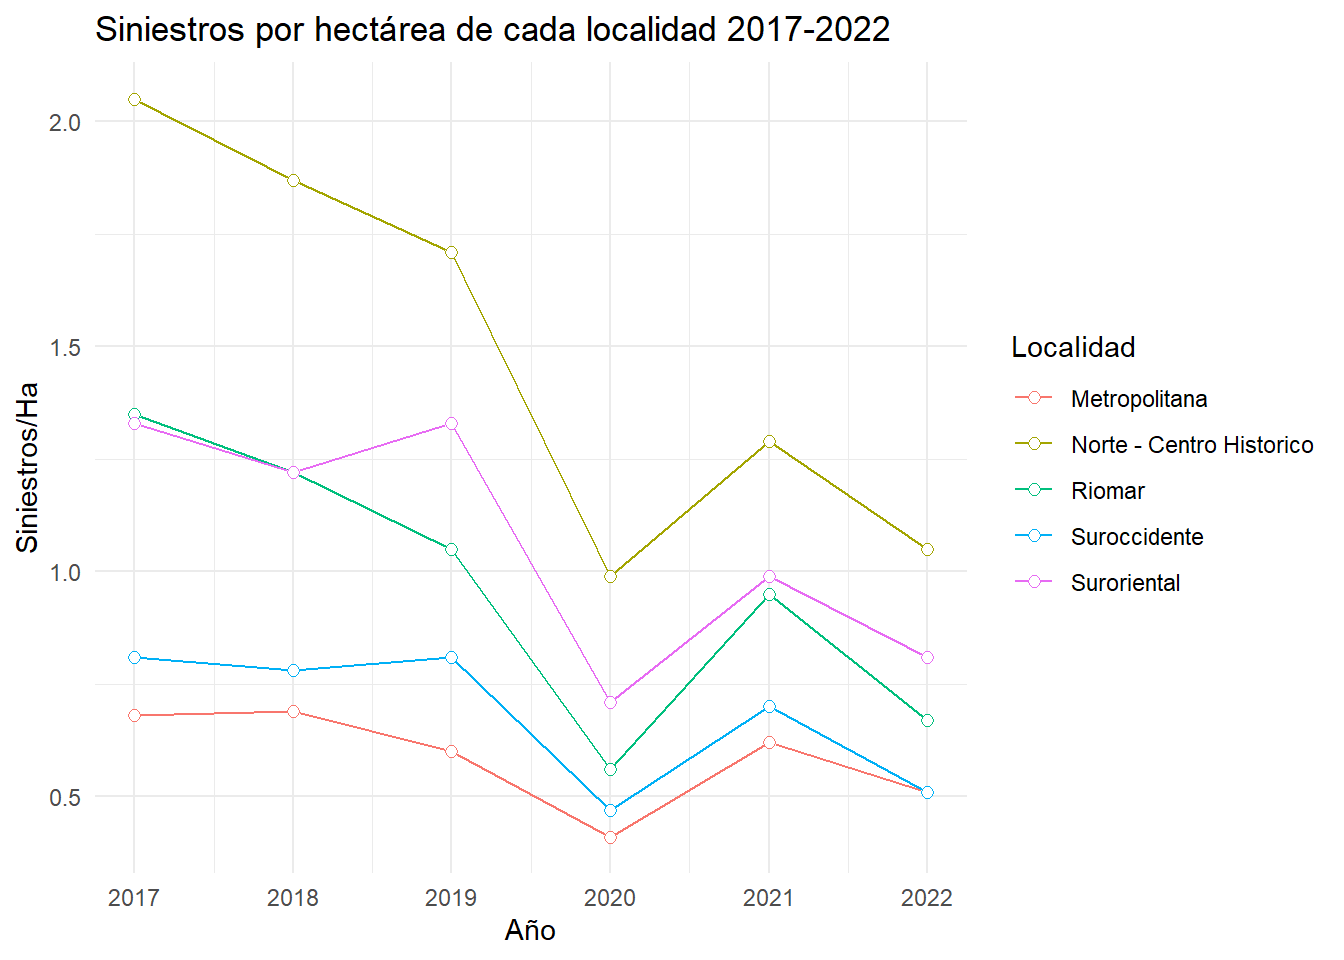 Siniestros por hectárea de cada localidad 2017-2022
2.0
1.5
1.0
0.5
Siniestros/Ha
2017 2018 2019 2020 2021 2022
Año
Localidad
Metropolitana
Norte - Centro Historico
Riomar
Suroccidente
Suroriental